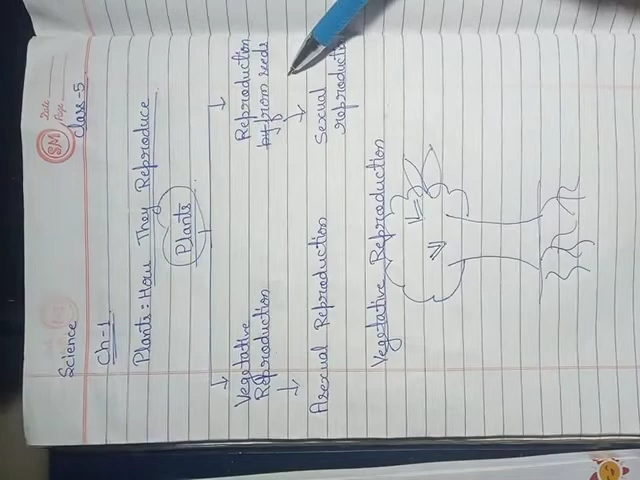 SM
Date
Page
Science
Class-5
Ch-1
Plants: How They Reproduce
Plants
Vegetative Reproduction
Reproduction from seeds
Asexual Reproduction
Sexual reproduction
Vegetative Reproduction